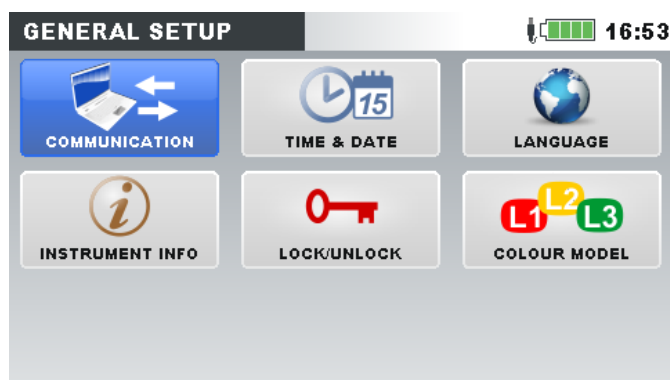 GENERAL SETUP 16:53
15
COMMUNICATION TIME & DATE LANGUAGE
i L1 L2 L3
INSTRUMENT INFO LOCK/UNLOCK COLOUR MODEL